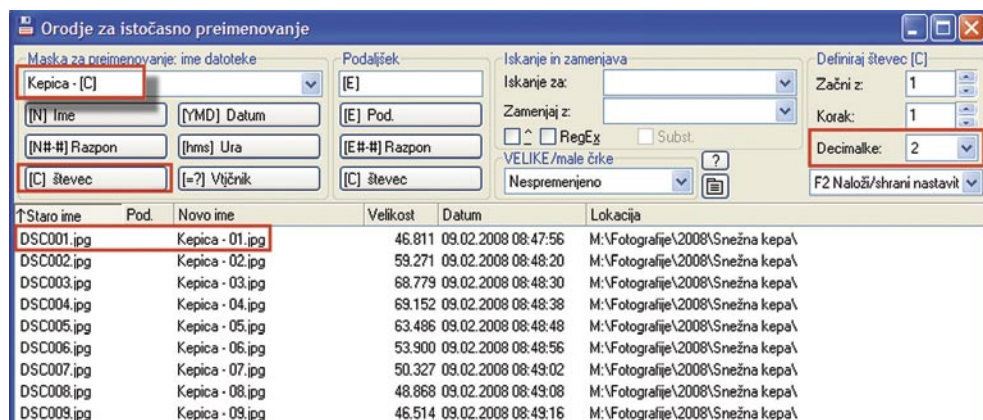 Orodje za istočasno preimenovanje
Maska za preimenovanje: ime datoteke
Kepica - [C]
[N] Ime
[YMD] Datum
[N#-#] Razpon
[hms] Ura
[C] števec
[=?] Vtičnik
Podaljšek
[E]
[E] Pod.
[E#-#] Razpon
[C] števec
Iskanje in zamenjava
Iskanje za:
Zamenjaj z:
^ RegEx Subst.
VELIKE/male črke
Nespremenjeno
?
Definiraj števec [C]
Začni z: 1
Korak: 1
Decimalke: 2
F2 Naloži/shrani nastavit
↑Staro ime Pod. Novo ime Velikost Datum Lokacija
DSC001.jpg Kepica - 01.jpg 46.811 09.02.2008 08:47:56 M:\Fotografije\2008\Snežna kepa\
DSC002.jpg Kepica - 02.jpg 59.271 09.02.2008 08:48:20 M:\Fotografije\2008\Snežna kepa\
DSC003.jpg Kepica - 03.jpg 68.779 09.02.2008 08:48:30 M:\Fotografije\2008\Snežna kepa\
DSC004.jpg Kepica - 04.jpg 69.152 09.02.2008 08:48:38 M:\Fotografije\2008\Snežna kepa\
DSC005.jpg Kepica - 05.jpg 63.486 09.02.2008 08:48:48 M:\Fotografije\2008\Snežna kepa\
DSC006.jpg Kepica - 06.jpg 53.900 09.02.2008 08:48:56 M:\Fotografije\2008\Snežna kepa\
DSC007.jpg Kepica - 07.jpg 50.327 09.02.2008 08:49:02 M:\Fotografije\2008\Snežna kepa\
DSC008.jpg Kepica - 08.jpg 48.868 09.02.2008 08:49:08 M:\Fotografije\2008\Snežna kepa\
DSC009.jpg Kepica - 09.jpg 46.514 09.02.2008 08:49:16 M:\Fotografije\2008\Snežna kepa\